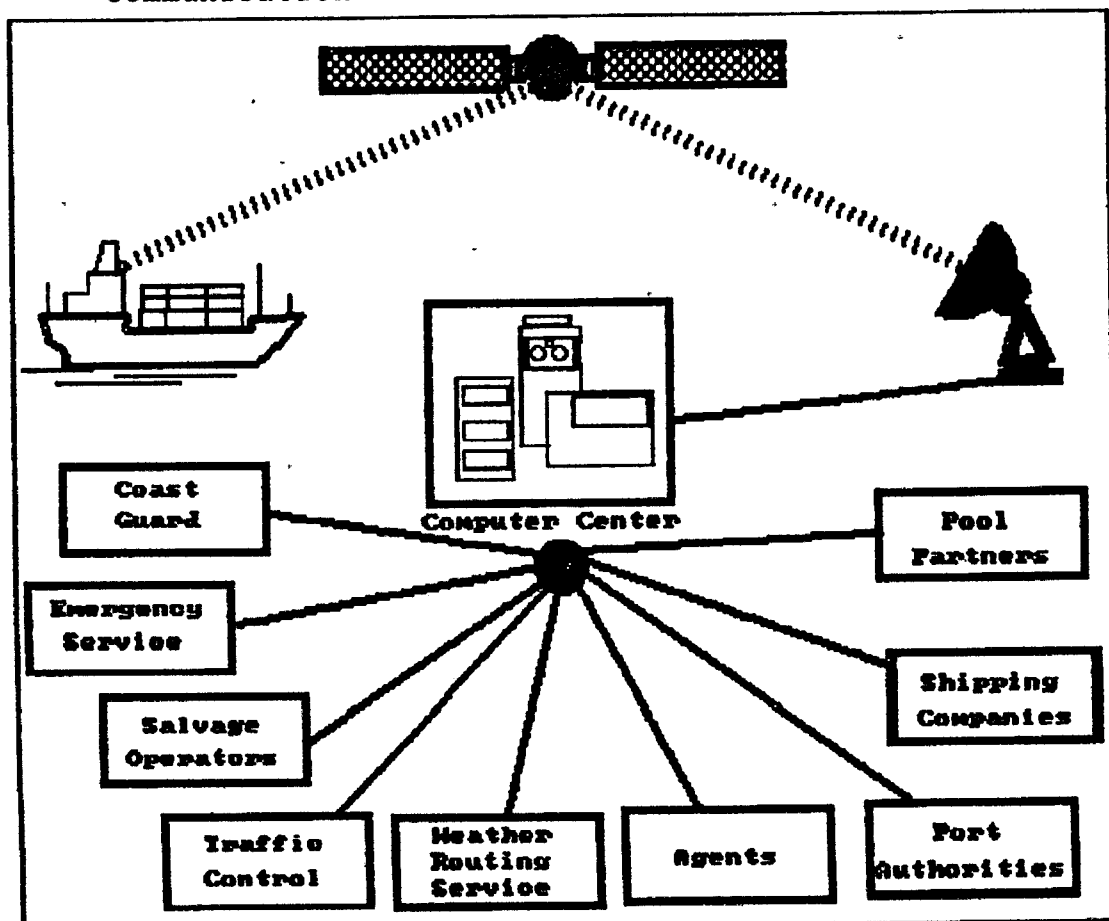 Coast
Guard
Computer Center
Pool
Partners
Emergency
Service
Shipping
Companies
Salvage
Operators
Traffic
Control
Weather
Routing
Service
Agents
Port
Authorities